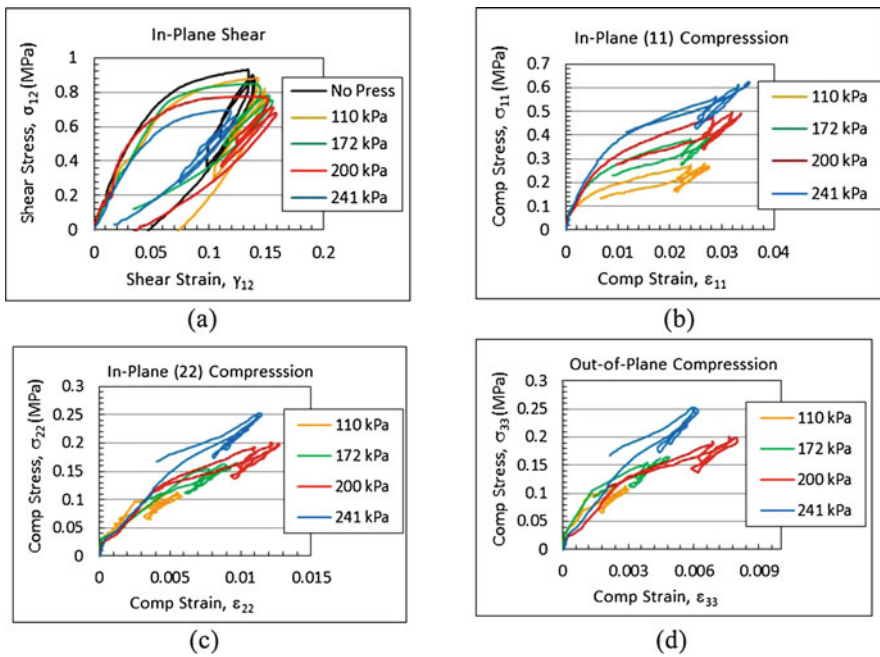 In-Plane Shear
Shear Stress, σ12 (MPa)
1
0.8
0.6
0.4
0.2
0
0 0.05 0.1 0.15 0.2
Shear Strain, γ12
No Press
110 kPa
172 kPa
200 kPa
241 kPa
(a)
In-Plane (11) Compresssion
Comp Stress, σ11 (MPa)
0.7
0.6
0.5
0.4
0.3
0.2
0.1
0
0 0.01 0.02 0.03 0.04
Comp Strain, ε11
110 kPa
172 kPa
200 kPa
241 kPa
(b)
In-Plane (22) Compresssion
Comp Stress, σ22 (MPa)
0.3
0.25
0.2
0.15
0.1
0.05
0
0 0.005 0.01 0.015
Comp Strain, ε22
110 kPa
172 kPa
200 kPa
241 kPa
(c)
Out-of-Plane Compresssion
Comp Stress, σ33 (MPa)
0.3
0.25
0.2
0.15
0.1
0.05
0
0 0.003 0.006 0.009
Comp Strain, ε33
110 kPa
172 kPa
200 kPa
241 kPa
(d)